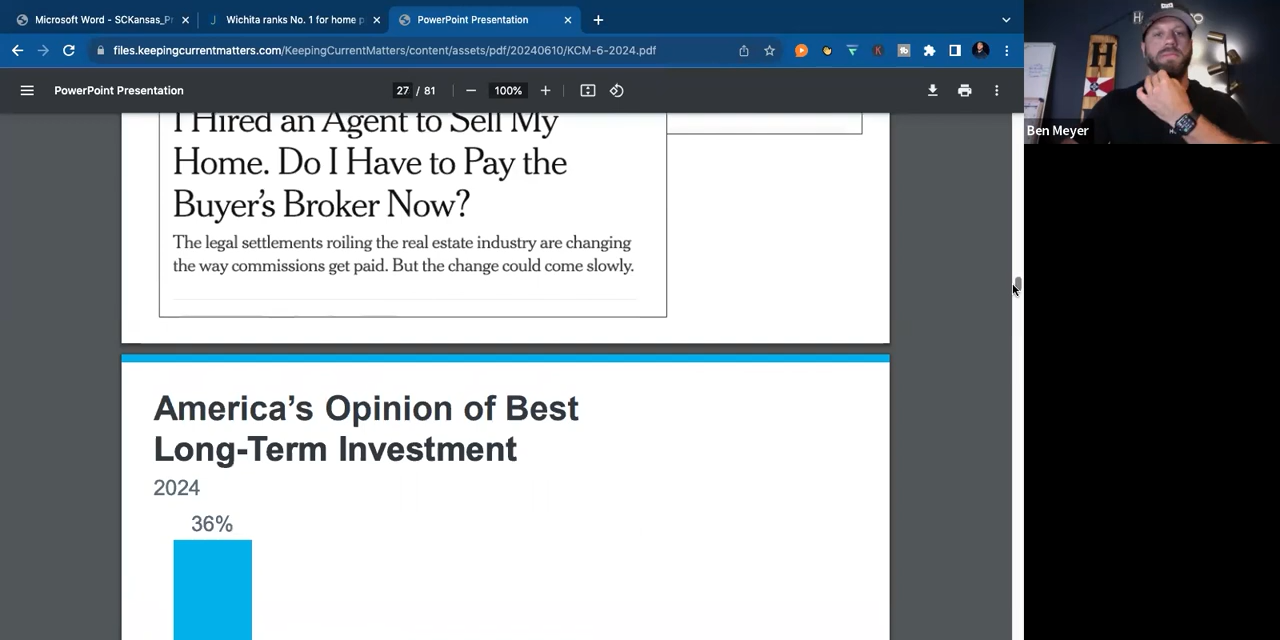 Microsoft Word - SCKansas_Pr
Wichita ranks No. 1 for home p
PowerPoint Presentation
files.keepingcurrentmatters.com/KeepingCurrentMatters/content/assets/pdf/20240610/KCM-6-2024.pdf
PowerPoint Presentation
27 / 81
100%
I Hired an Agent to Sell My
Home. Do I Have to Pay the
Buyer's Broker Now?
The legal settlements roiling the real estate industry are changing
the way commissions get paid. But the change could come slowly.
America's Opinion of Best
Long-Term Investment
2024
36%
H
Ben Meyer